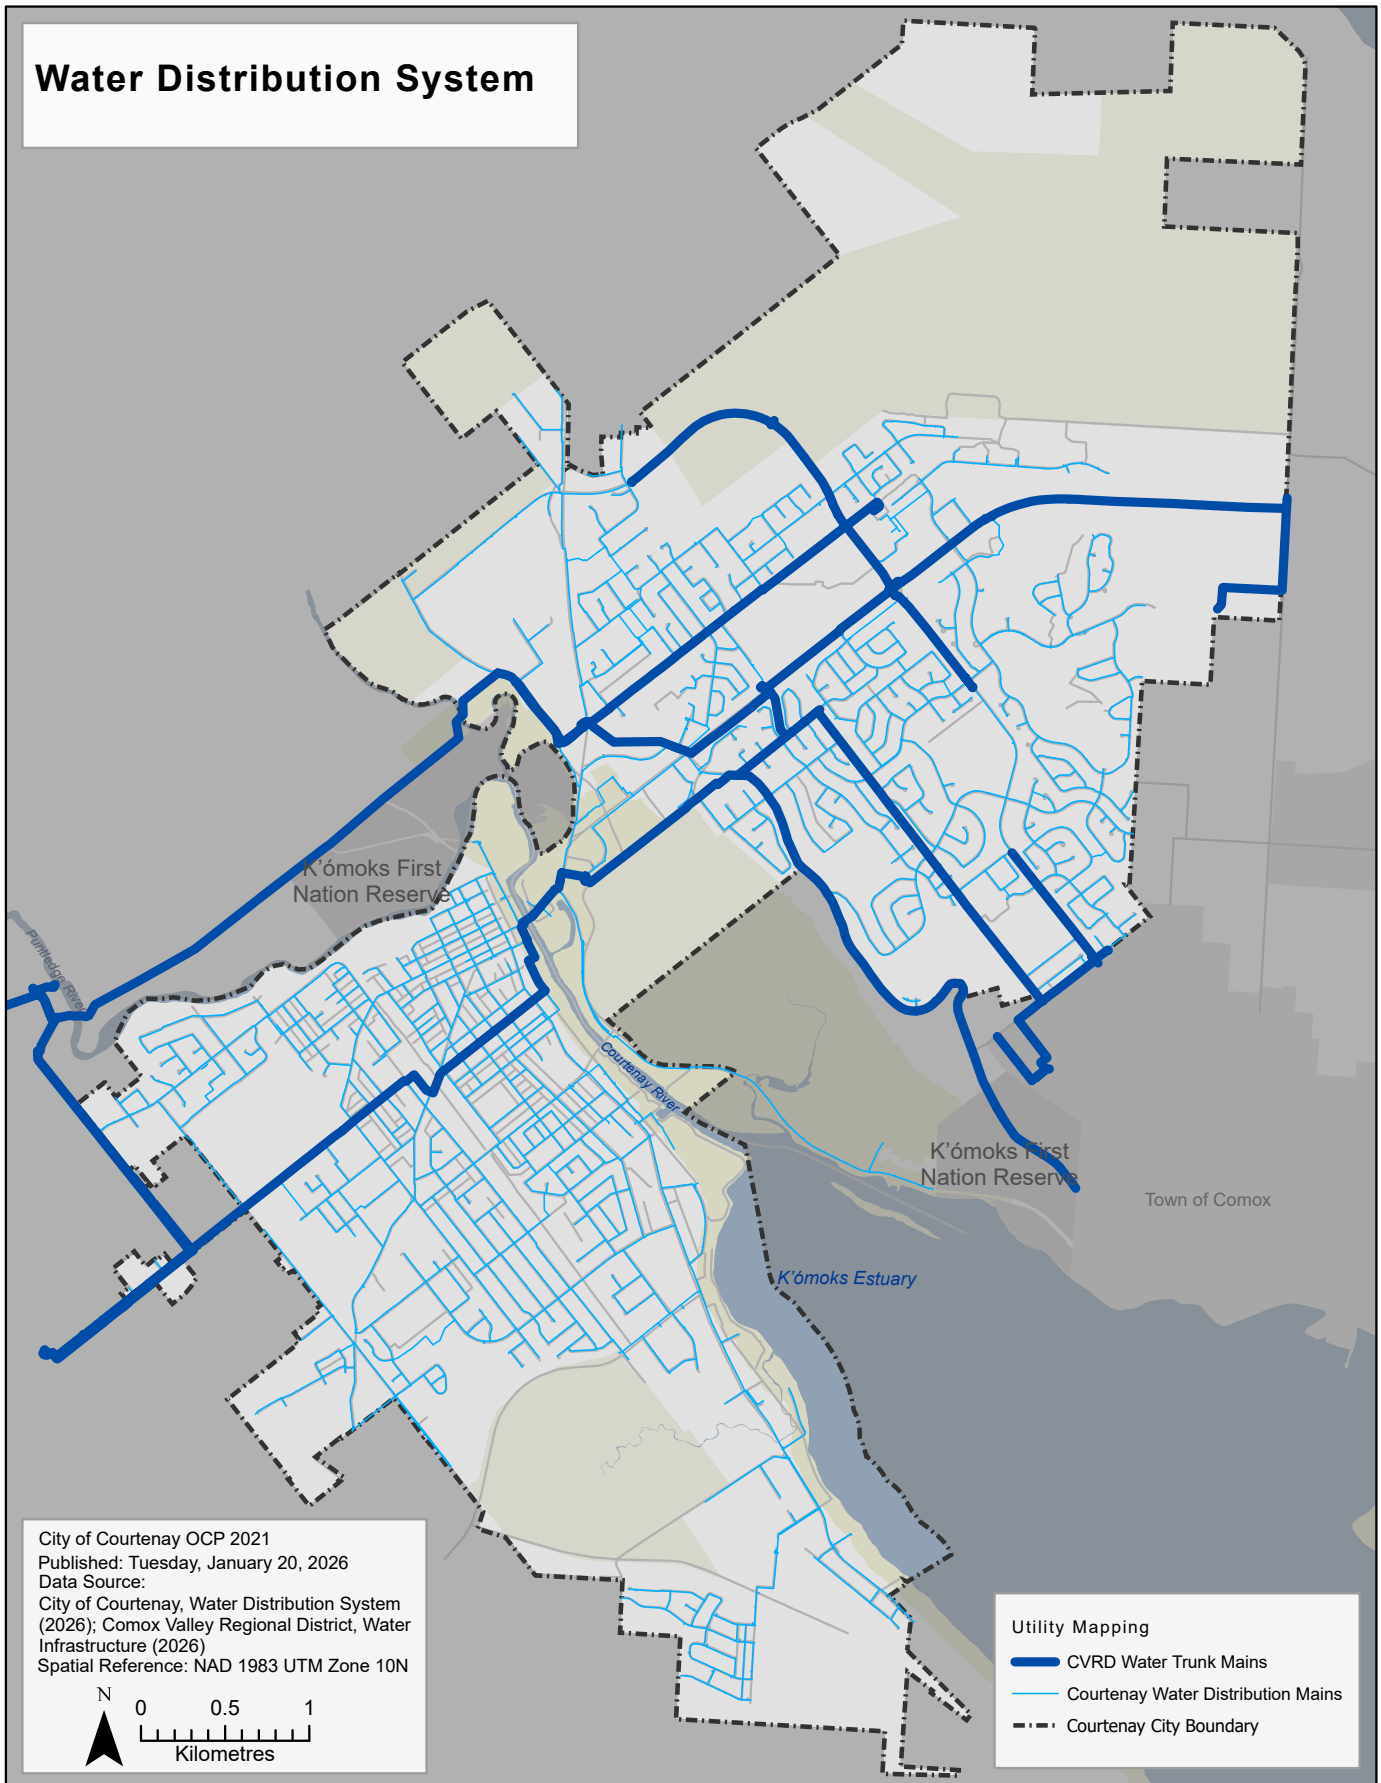 Water Distribution System
K'ómoks First
Nation Reserve
Puntledge River
Courtenay River
K'ómoks First
Nation Reserve
Town of Comox
K'ómoks Estuary
City of Courtenay OCP 2021
Published: Tuesday, January 20, 2026
Data Source:
City of Courtenay, Water Distribution System
(2026); Comox Valley Regional District, Water
Infrastructure (2026)
Spatial Reference: NAD 1983 UTM Zone 10N
N
0 0.5 1
Kilometres
Utility Mapping
CVRD Water Trunk Mains
Courtenay Water Distribution Mains
Courtenay City Boundary